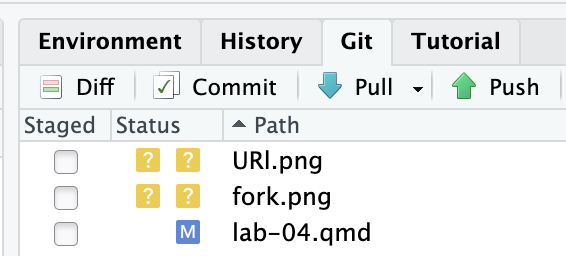 Environment History Git Tutorial
Diff Commit Pull Push
Staged Status Path
? ? URl.png
? ? fork.png
M lab-04.qmd